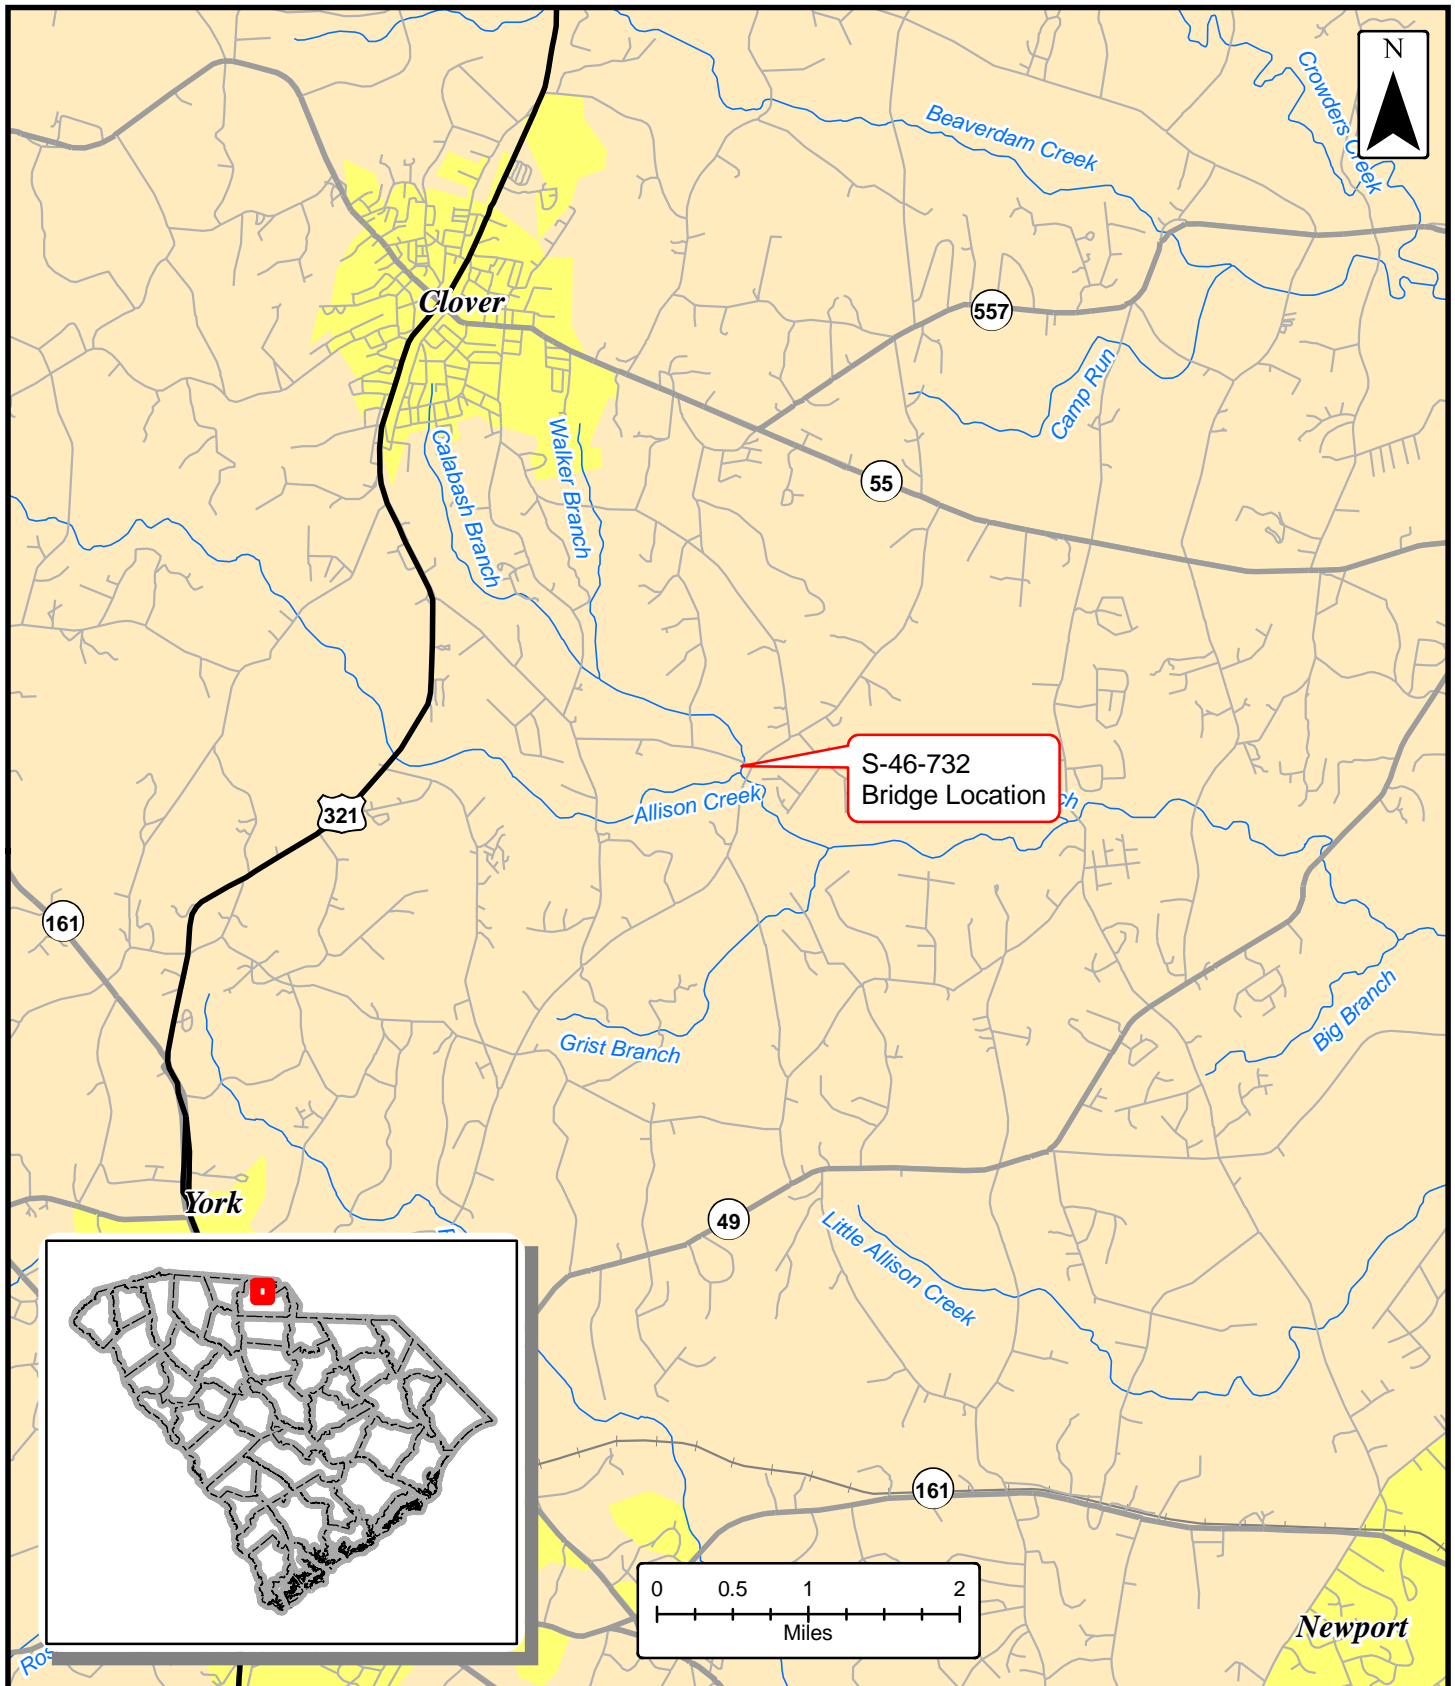 N
Crowders Creek
Beaverdam Creek
Clover
557
Camp Run
Calabash Branch
Walker Branch
55
S-46-732
Bridge Location
Allison Creek
321
161
Grist Branch
Big Branch
York
49
Little Allison Creek
161
0 0.5 1 2
Miles
Newport